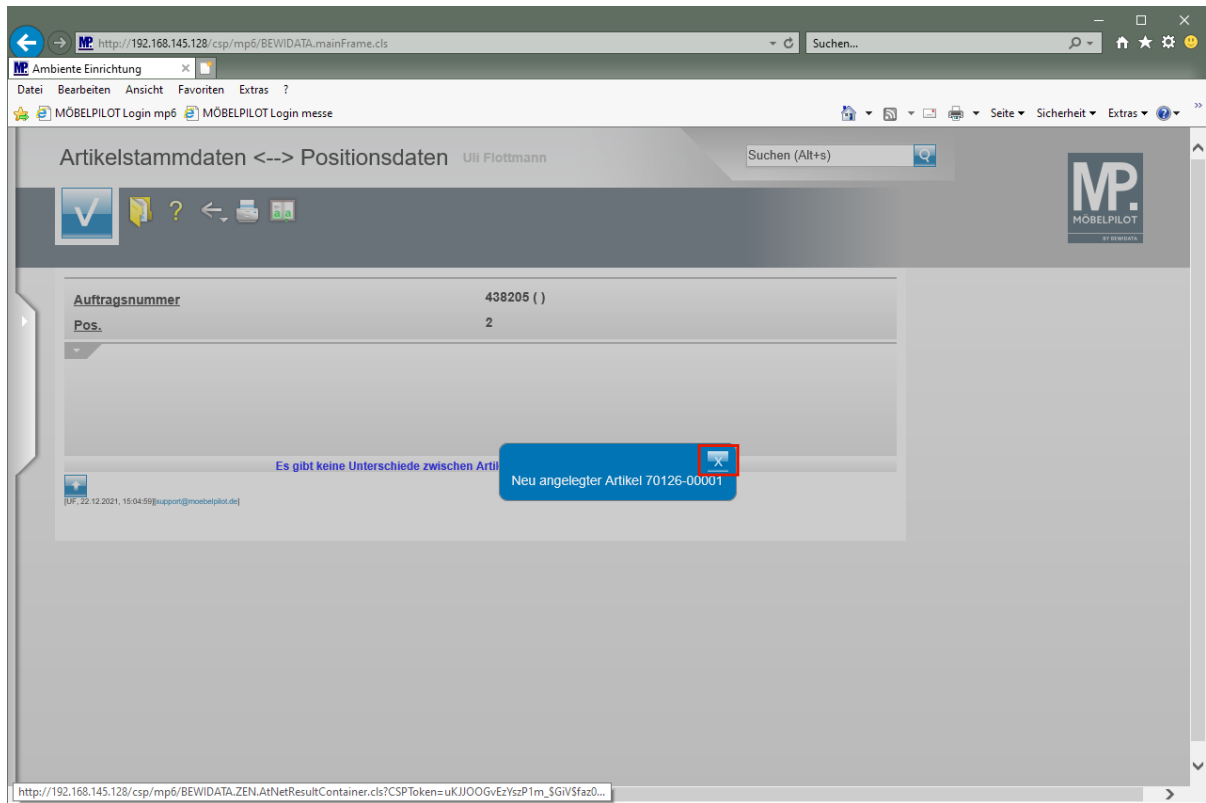 http://192.168.145.128/csp/mp6/BEWIDATA.mainFrame.cls
Suchen...
MP. Ambiente Einrichtung
Datei Bearbeiten Ansicht Favoriten Extras ?
MÖBELPILOT Login mp6 MÖBELPILOT Login messe
Seite Sicherheit Extras
Artikelstammdaten <--> Positionsdaten Uli Flottmann
Suchen (Alt+s)
MP.
MÖBELPILOT
BY BEWIDATA
Auftragsnummer 438205 ( )
Pos. 2
X
Es gibt keine Unterschiede zwischen
Neu angelegter Artikel 70126-00001
[UF, 22.12.2021, 15:04:59][support@moebelpilot.de]
http://192.168.145.128/csp/mp6/BEWIDATA.ZEN.AtNetResultContainer.cls?CSPToken=uKJJOOGvEzYszP1m_$GiV$faz0...